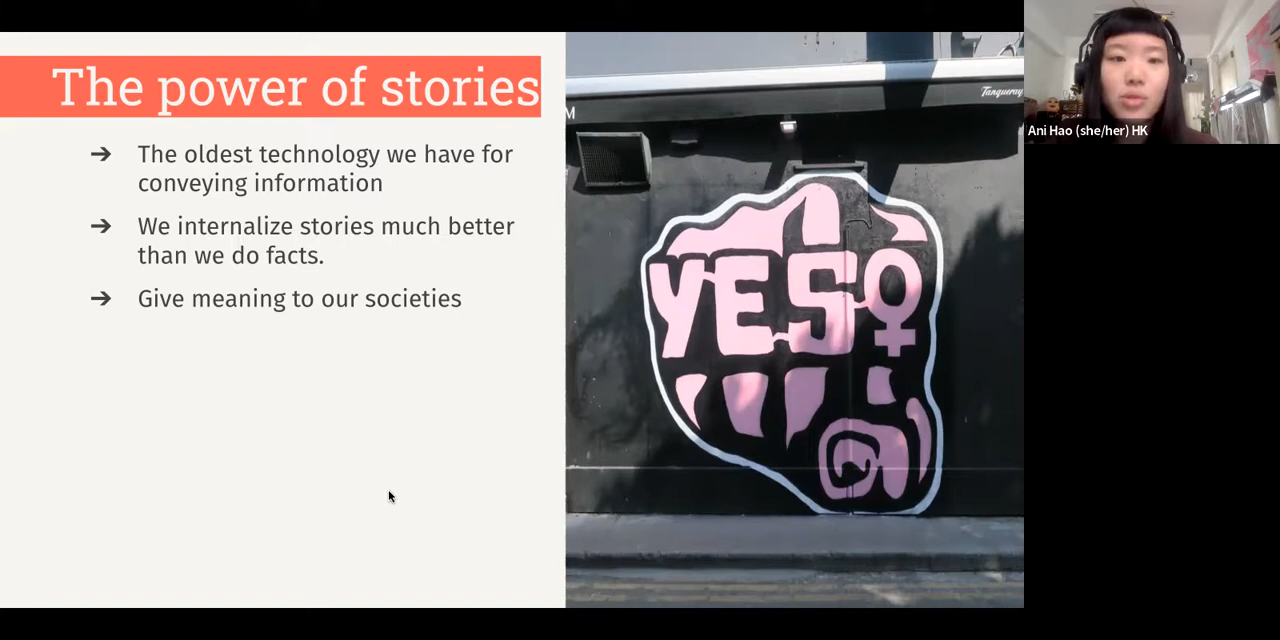 The power of stories
➔ The oldest technology we have for
conveying information
➔ We internalize stories much better
than we do facts.
➔ Give meaning to our societies
M
Tanqueray
YES
Ani Hao (she/her) HK